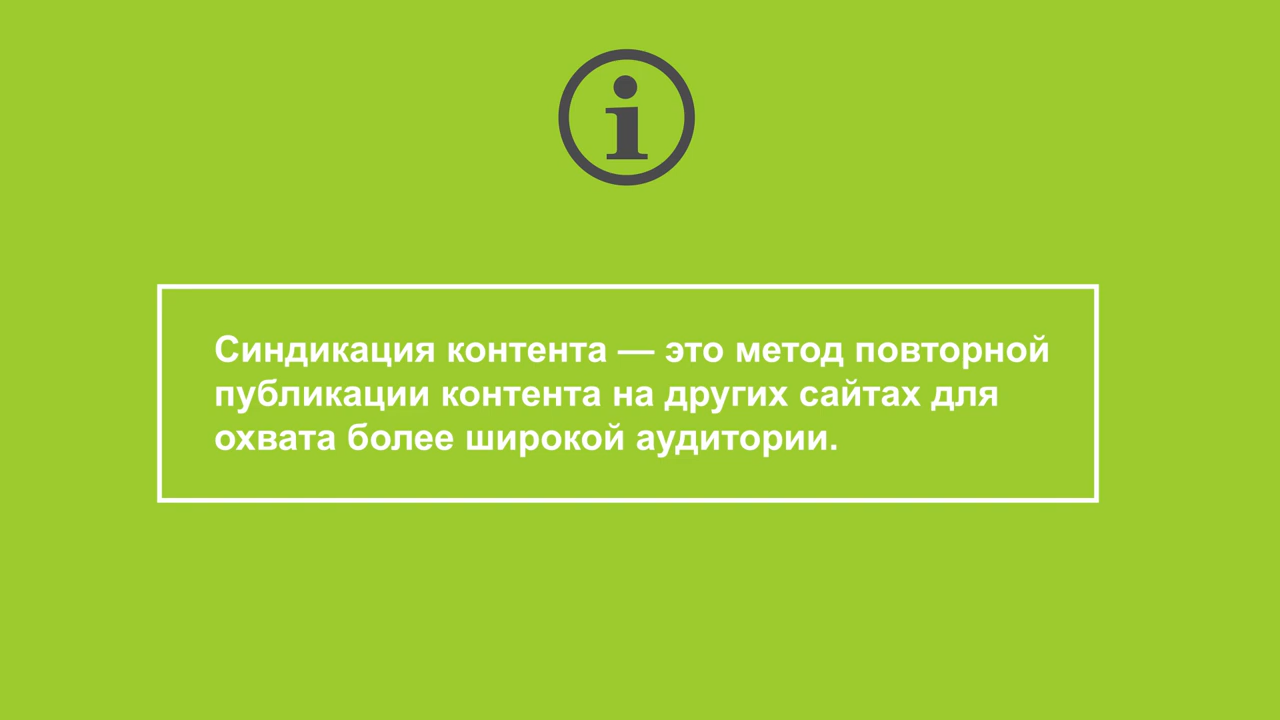 Синдикация контента — это метод повторной
публикации контента на других сайтах для
охвата более широкой аудитории.